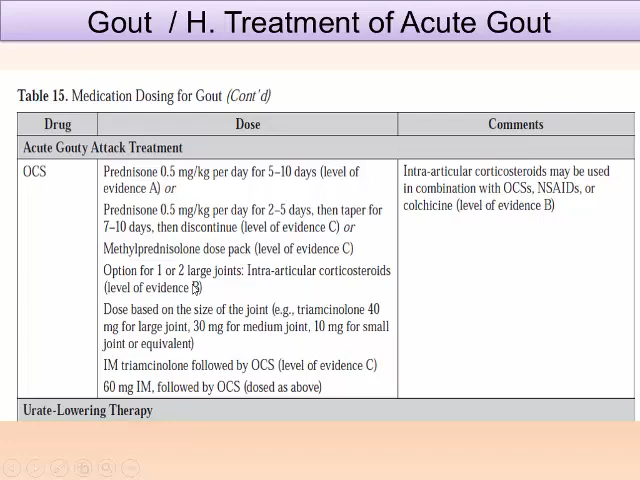 Gout / H. Treatment of Acute Gout
Table 15. Medication Dosing for Gout (Cont'd)
Drug Dose Comments
Acute Gouty Attack Treatment
OCS
Prednisone 0.5 mg/kg per day for 5–10 days (level of
evidence A) or
Prednisone 0.5 mg/kg per day for 2–5 days, then taper for
7–10 days, then discontinue (level of evidence C) or
Methylprednisolone dose pack (level of evidence C)
Option for 1 or 2 large joints: Intra-articular corticosteroids
(level of evidence B)
Dose based on the size of the joint (e.g., triamcinolone 40
mg for large joint, 30 mg for medium joint, 10 mg for small
joint or equivalent)
IM triamcinolone followed by OCS (level of evidence C)
60 mg IM, followed by OCS (dosed as above)
Intra-articular corticosteroids may be used
in combination with OCSs, NSAIDs, or
colchicine (level of evidence B)
Urate-Lowering Therapy